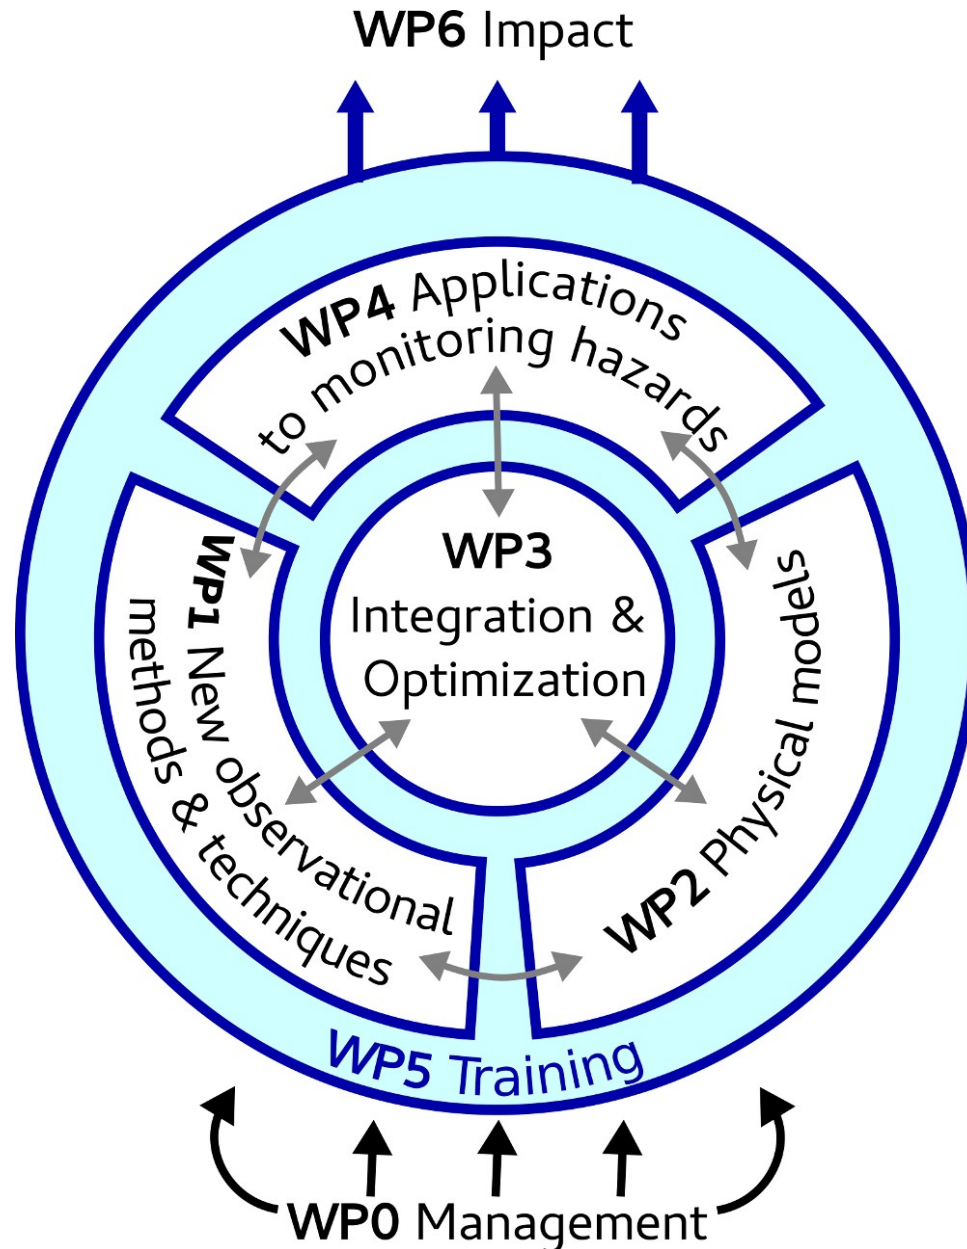 WP6 Impact
WP4 Applications
to monitoring hazards
WP3
Integration &
Optimization
WP1 New observational
methods & techniques
WP2 Physical models
WP5 Training
WP0 Management